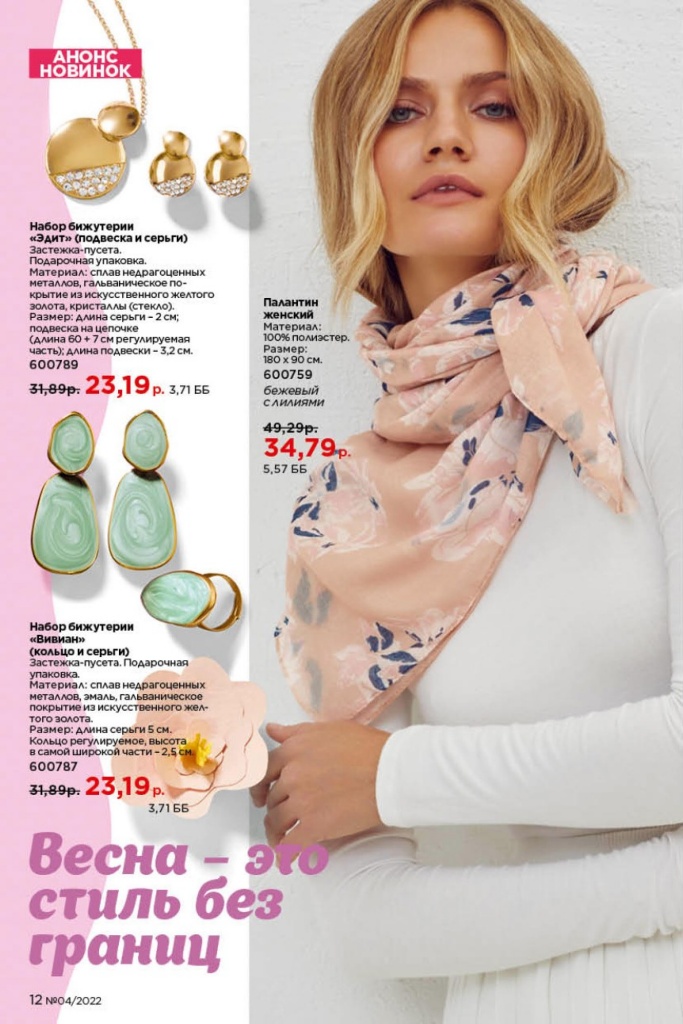 АНОНС
НОВИНОК
Набор бижутерии
«Эдит» (подвеска и серьги)
Застежка-пусета.
Подарочная упаковка.
Материал: сплав недрагоценных
металлов, гальваническое по-
крытие из искусственного желтого
золота, кристаллы (стекло).
Размер: длина серьги – 2 см;
подвеска на цепочке
(длина 60 + 7 см регулируемая
часть); длина подвески – 3,2 см.
600789
31,89р. 23,19 р. 3,71 ББ
Палантин
женский
Материал:
100% полиэстер.
Размер:
180 х 90 см.
600759
бежевый
с лилиями
49,29р.
34,79 р.
5,57 ББ
Набор бижутерии
«Вивиан»
(кольцо и серьги)
Застежка-пусета. Подарочная
упаковка.
Материал: сплав недрагоценных
металлов, эмаль, гальваническое
покрытие из искусственного жел-
того золота.
Размер: длина серьги 5 см.
Кольцо регулируемое, высота
в самой широкой части – 2,5 см.
600787
31,89р. 23,19 р.
3,71 ББ
Весна – это
стиль без
границ
12 №04/2022